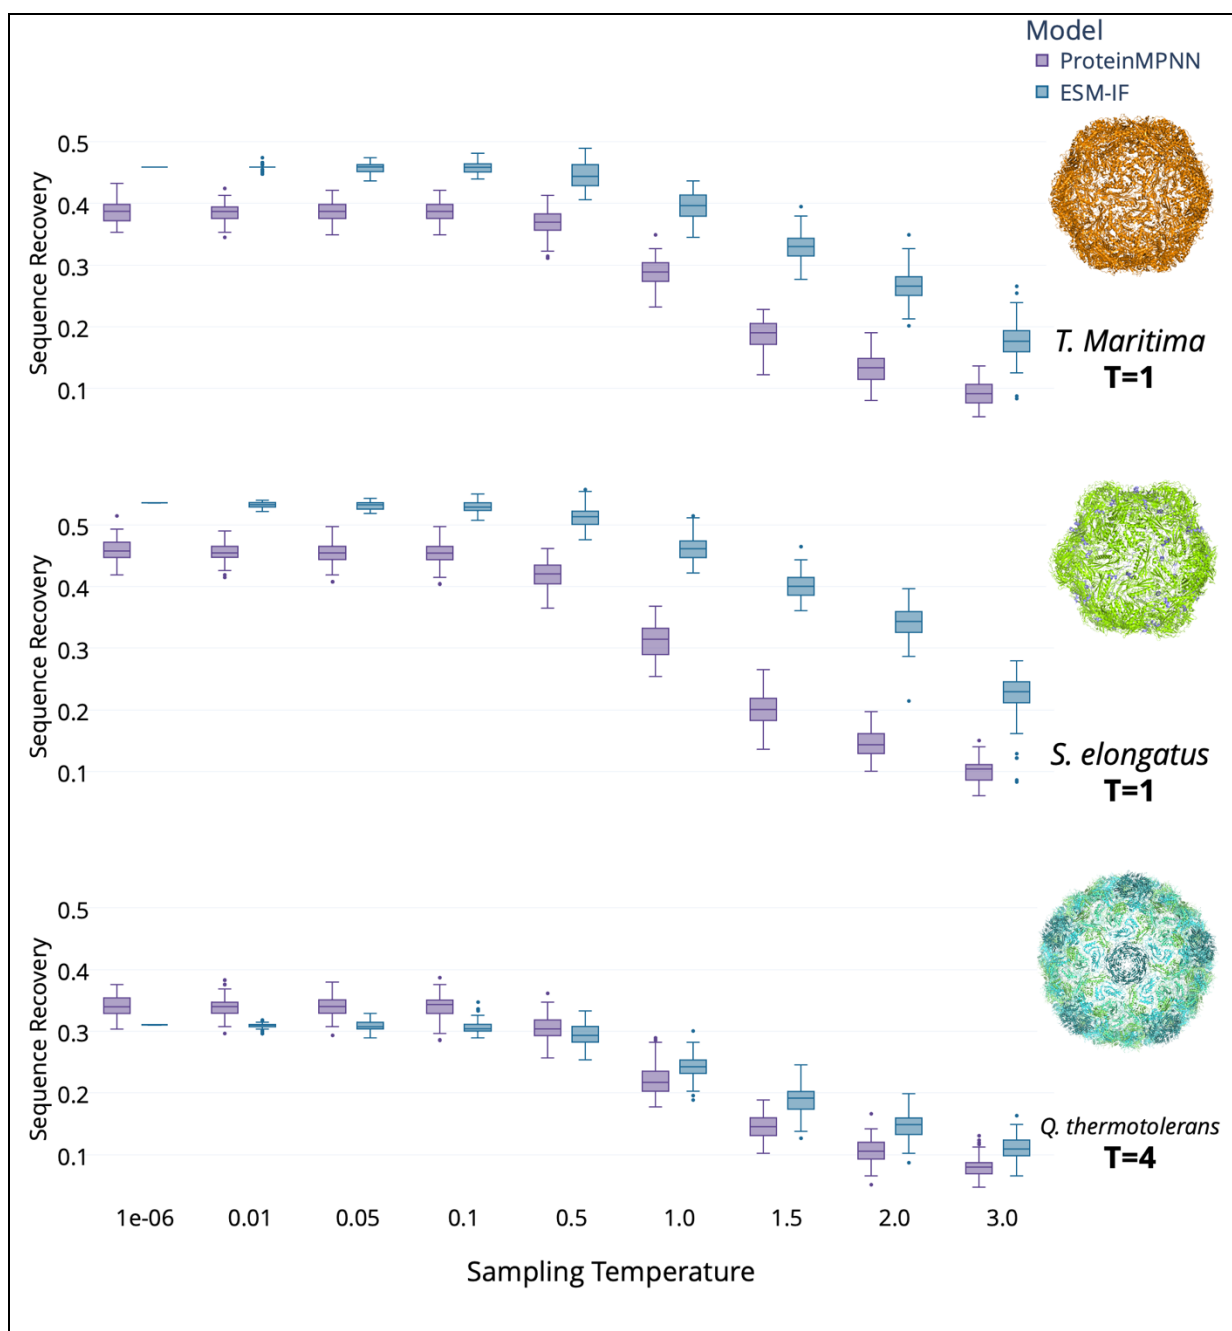 Model
ProteinMPNN
ESM-IF
Sequence Recovery
0.5
0.4
0.3
0.2
0.1
T. Maritima
T=1
Sequence Recovery
0.5
0.4
0.3
0.2
0.1
S. elongatus
T=1
Sequence Recovery
0.5
0.4
0.3
0.2
0.1
Q. thermotolerans
T=4
1e-06 0.01 0.05 0.1 0.5 1.0 1.5 2.0 3.0
Sampling Temperature